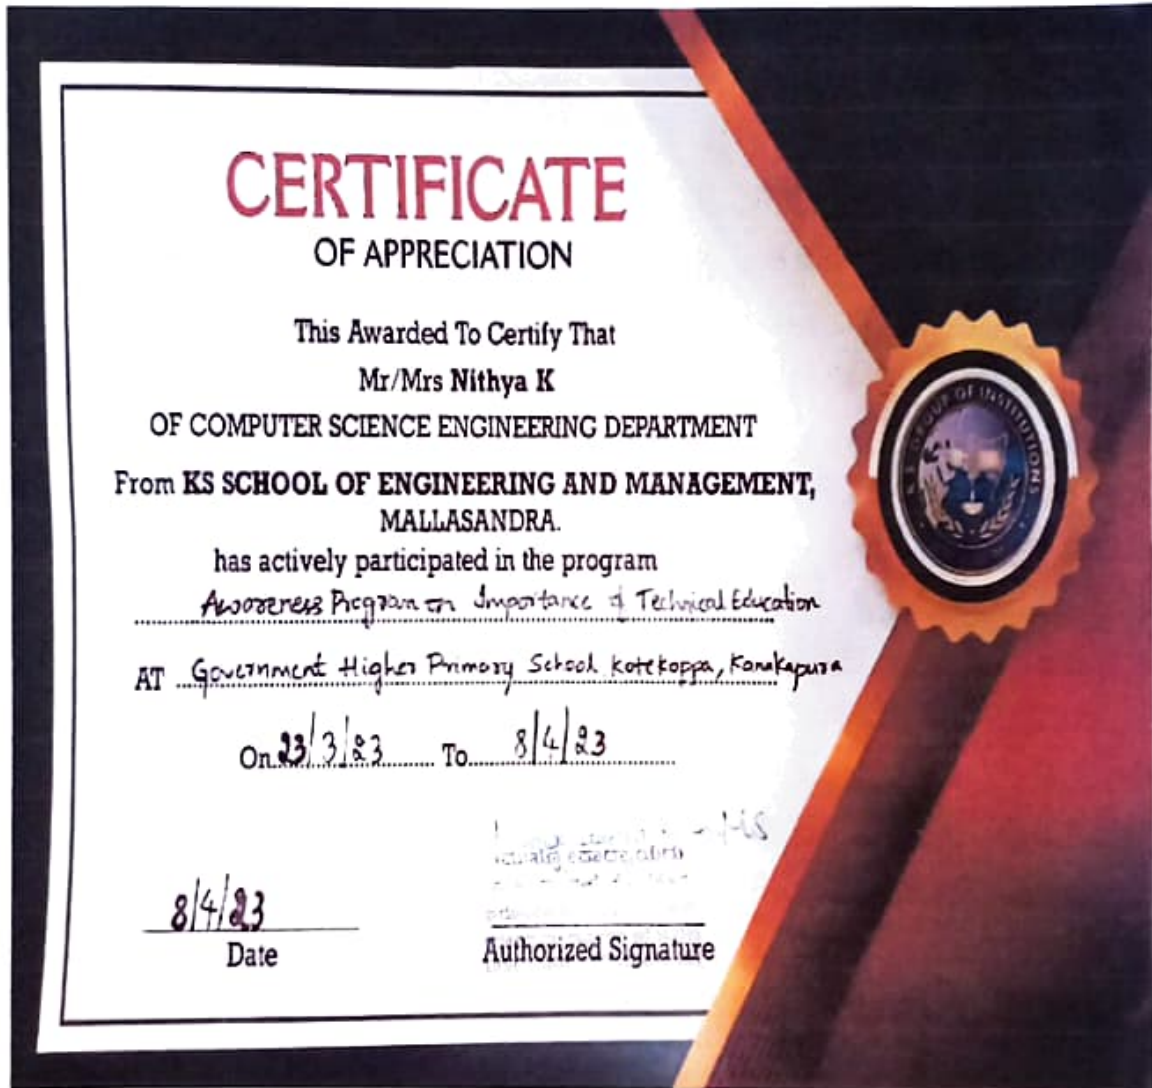 CERTIFICATE
OF APPRECIATION
This Awarded To Certify That
Mr/Mrs Nithya K
OF COMPUTER SCIENCE ENGINEERING DEPARTMENT
From KS SCHOOL OF ENGINEERING AND MANAGEMENT,
MALLASANDRA.
has actively participated in the program
Awareness Program on Importance of Technical Education
AT Government Higher Primary School Kotekoppa, Kanakapura
On 23/3/23 To 8/4/23
8/4/23
Date
Authorized Signature
K S GROUP OF INSTITUTIONS